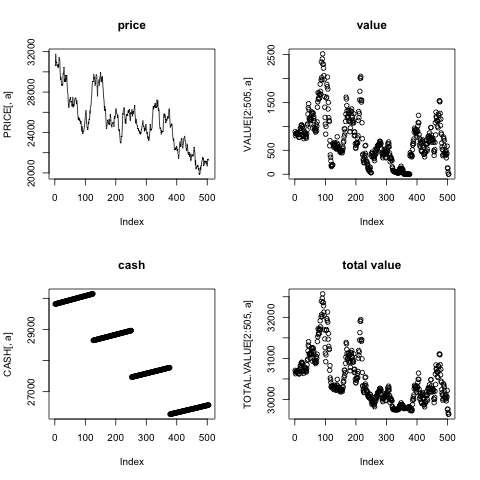 price
PRICE[, a]
20000 24000 28000 32000
0 100 200 300 400 500
Index
value
VALUE[2:505, a]
0 500 1500 2500
0 100 200 300 400 500
Index
cash
CASH[, a]
27000 29000
0 100 200 300 400 500
Index
total value
TOTAL.VALUE[2:505, a]
30000 31000 32000
0 100 200 300 400 500
Index